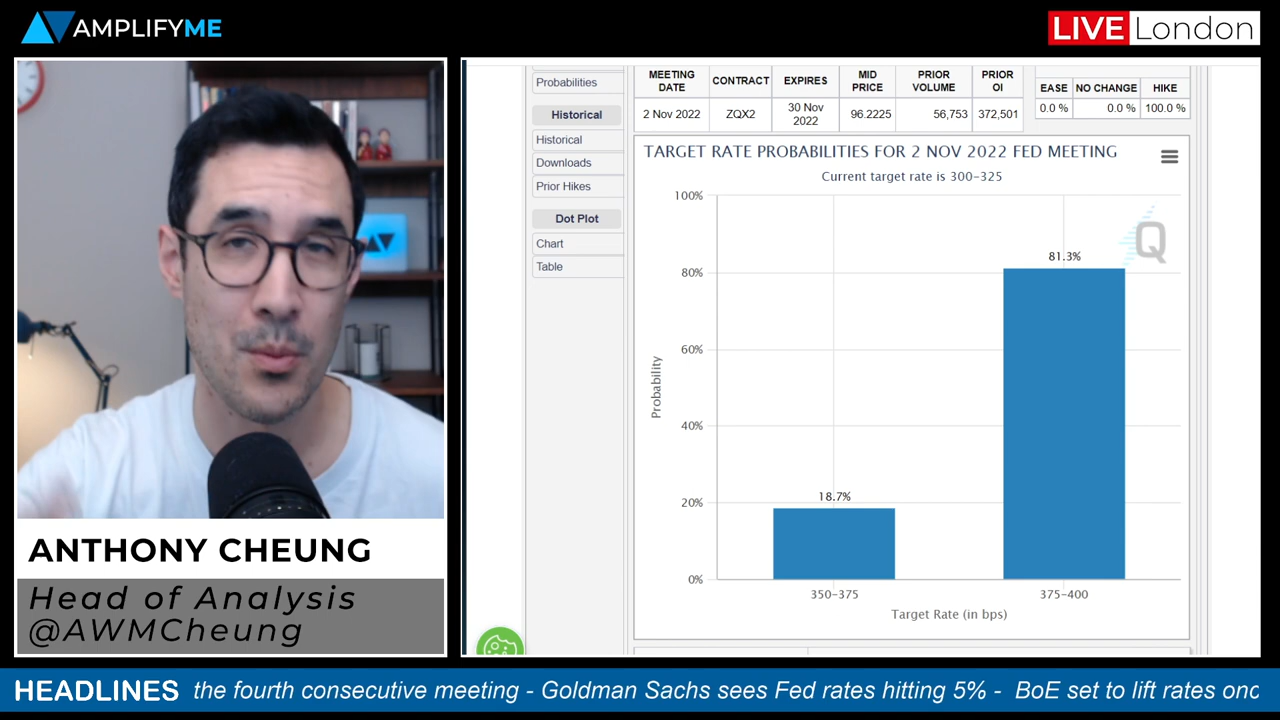 AMPLIFYME
LIVE London
Probabilities
Historical
Historical
Downloads
Prior Hikes
Dot Plot
Chart
Table
MEETING DATE CONTRACT EXPIRES MID PRICE PRIOR VOLUME PRIOR OI
2 Nov 2022 ZQX2 30 Nov 2022 96.2225 56,753 372,501
EASE NO CHANGE HIKE
0.0 % 0.0 % 100.0 %
TARGET RATE PROBABILITIES FOR 2 NOV 2022 FED MEETING
Current target rate is 300-325
100%
80%
60%
40%
20%
0%
Probability
18.7%
81.3%
Q
350-375
375-400
Target Rate (in bps)
ANTHONY CHEUNG
Head of Analysis
@AWMCheung
HEADLINES the fourth consecutive meeting - Goldman Sachs sees Fed rates hitting 5% - BoE set to lift rates onc